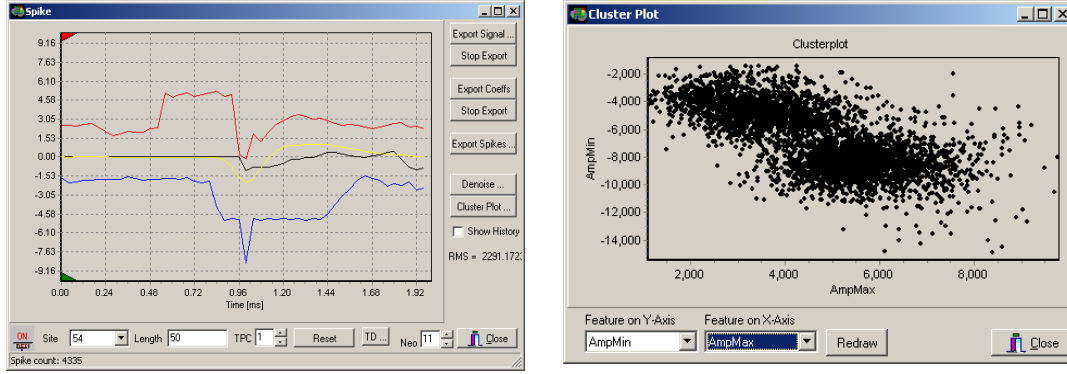 Spike
9.16
7.63
6.10
4.58
3.05
1.53
0.00
-1.53
-3.05
-4.58
-6.10
-7.63
-9.16
0.00 0.24 0.48 0.72 0.96 1.20 1.44 1.68 1.92
Time [ms]
Export Signal ...
Stop Export
Export Coeffs
Stop Export
Export Spikes ...
Denoise ...
Cluster Plot ...
Show History
RMS = 2291.172
ON
Site 54 Length 50 TPC 1 Reset TD ... Neo 11 Close
Spike count: 4335
Cluster Plot
Clusterplot
-2,000
-4,000
-6,000
-8,000
-10,000
-12,000
-14,000
AmpMin
2,000 4,000 6,000 8,000
AmpMax
Feature on Y-Axis Feature on X-Axis
AmpMin AmpMax Redraw Close